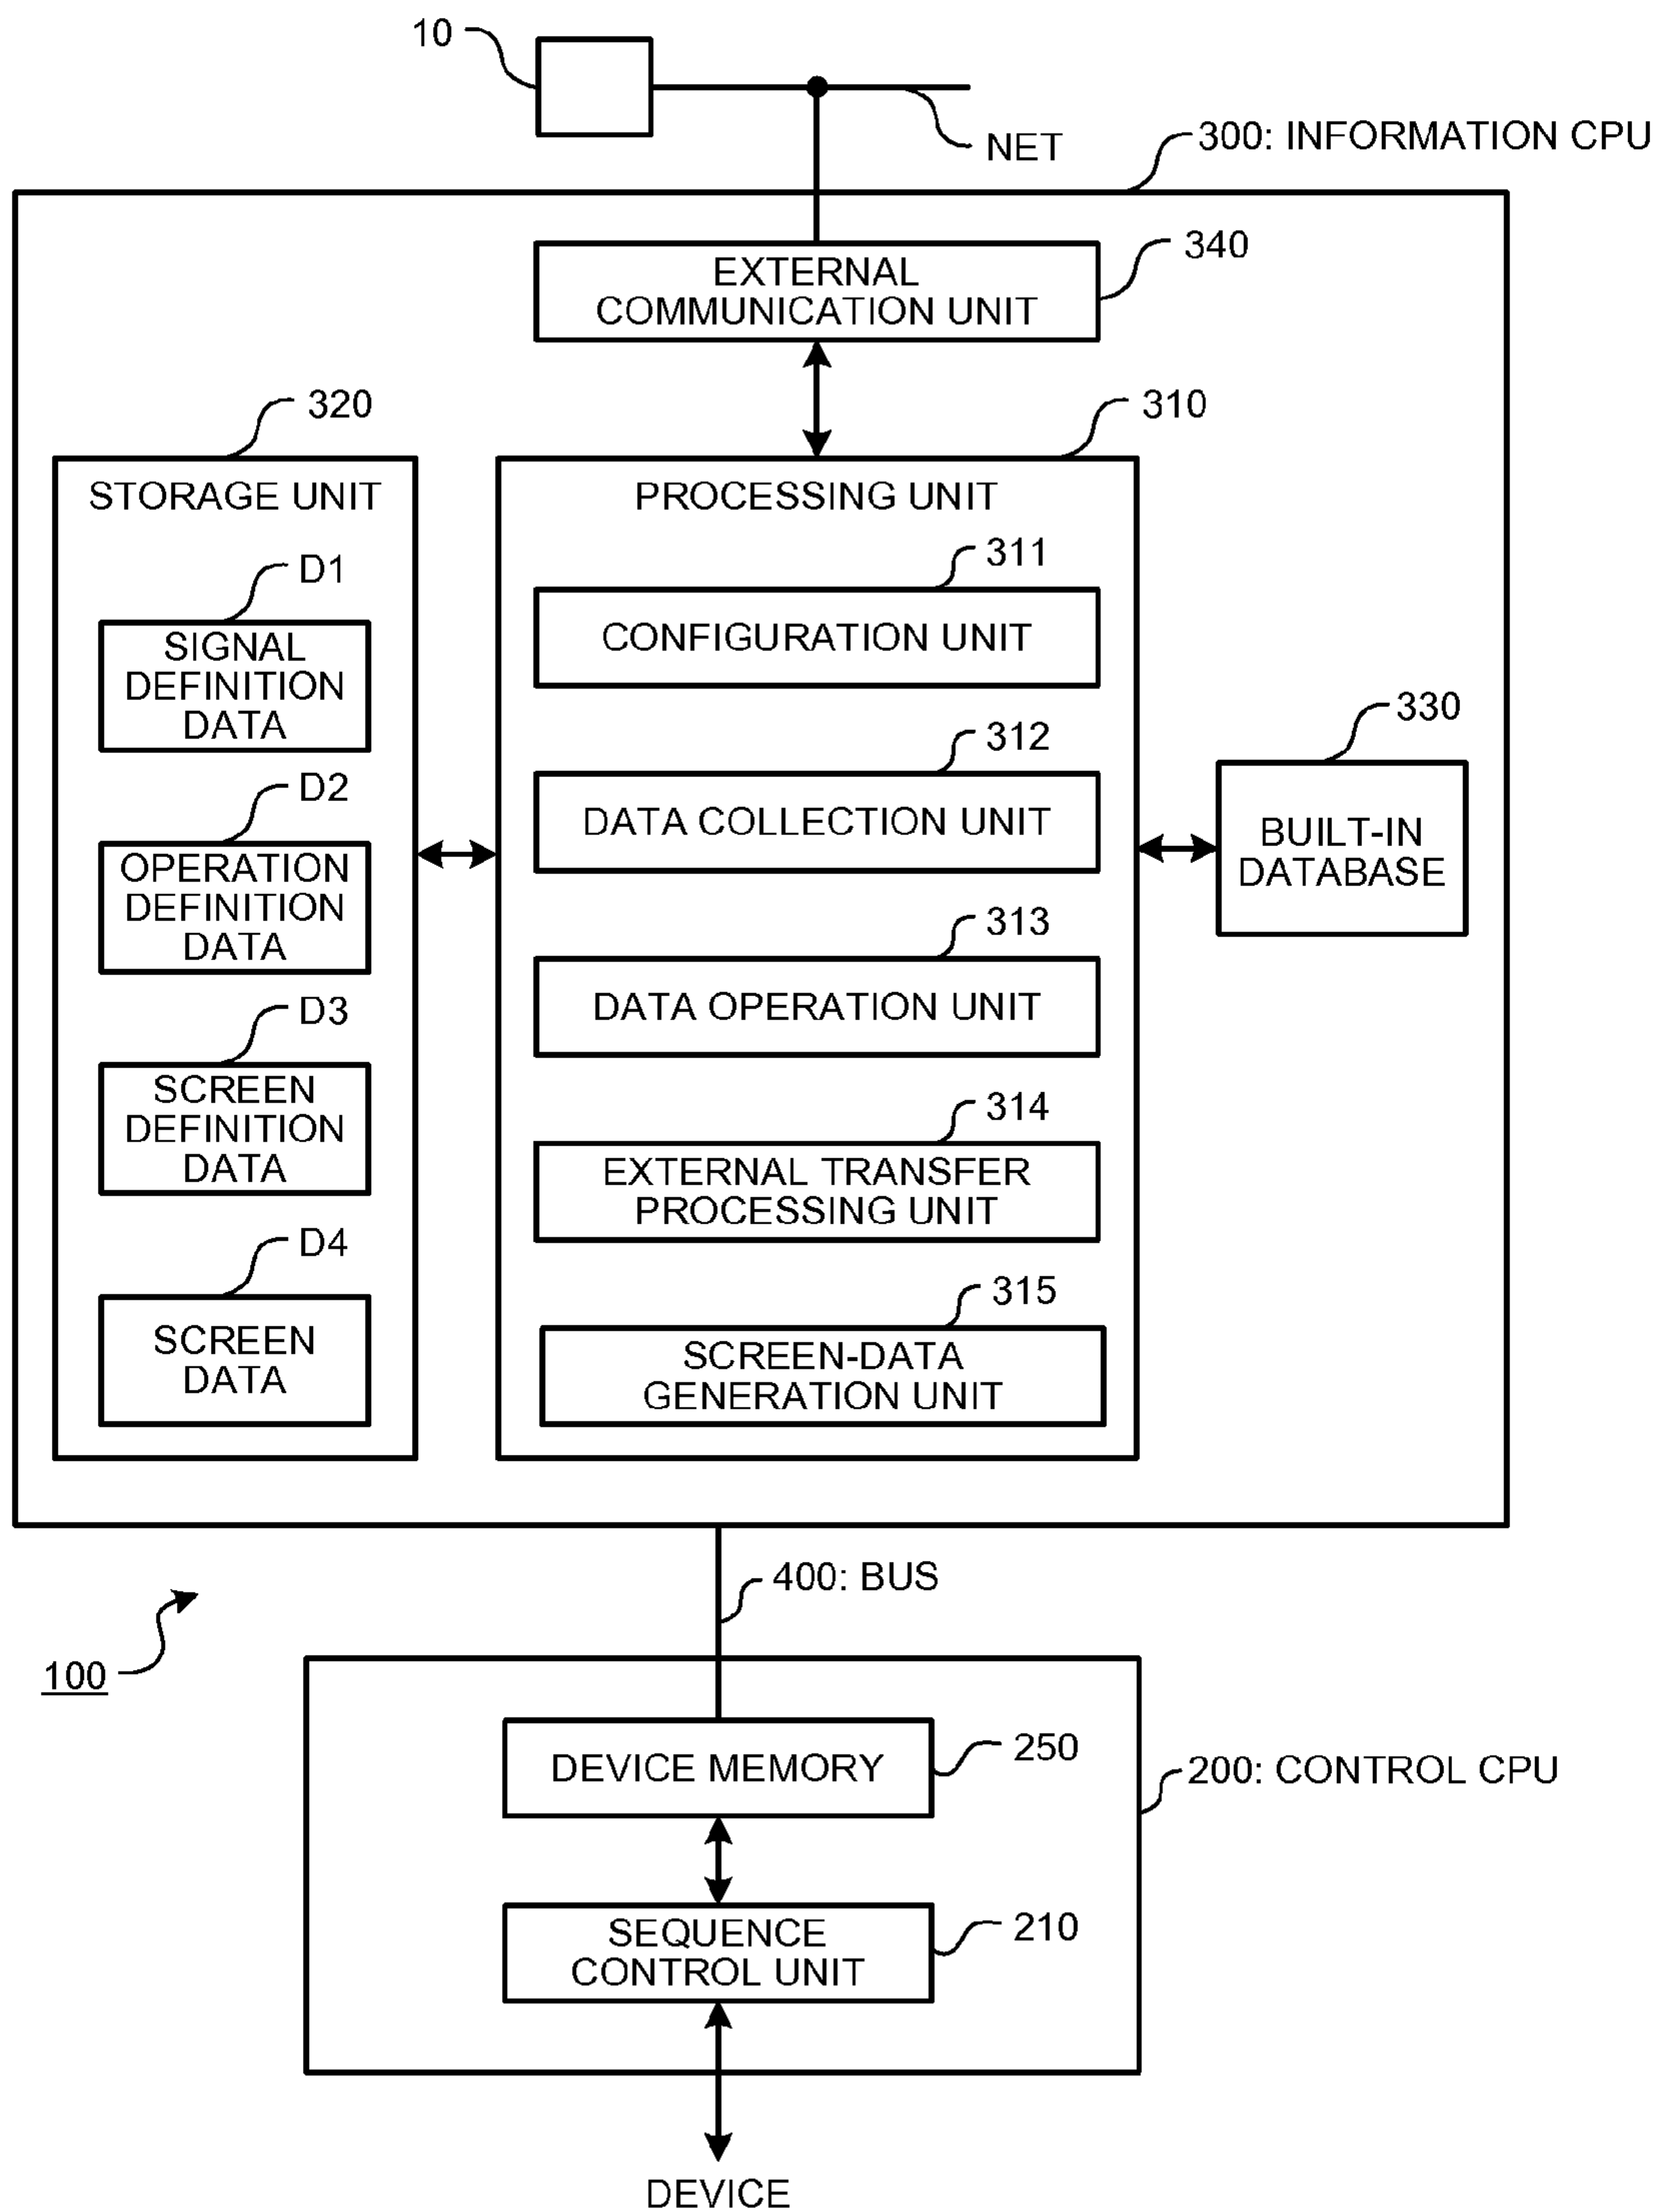 10
NET
300: INFORMATION CPU
340
EXTERNAL
COMMUNICATION UNIT
320
310
STORAGE UNIT
PROCESSING UNIT
D1
SIGNAL
DEFINITION
DATA
D2
OPERATION
DEFINITION
DATA
D3
SCREEN
DEFINITION
DATA
D4
SCREEN
DATA
311
CONFIGURATION UNIT
312
DATA COLLECTION UNIT
313
DATA OPERATION UNIT
314
EXTERNAL TRANSFER
PROCESSING UNIT
315
SCREEN-DATA
GENERATION UNIT
330
BUILT-IN
DATABASE
400: BUS
100
DEVICE MEMORY
250
200: CONTROL CPU
SEQUENCE
CONTROL UNIT
210
DEVICE